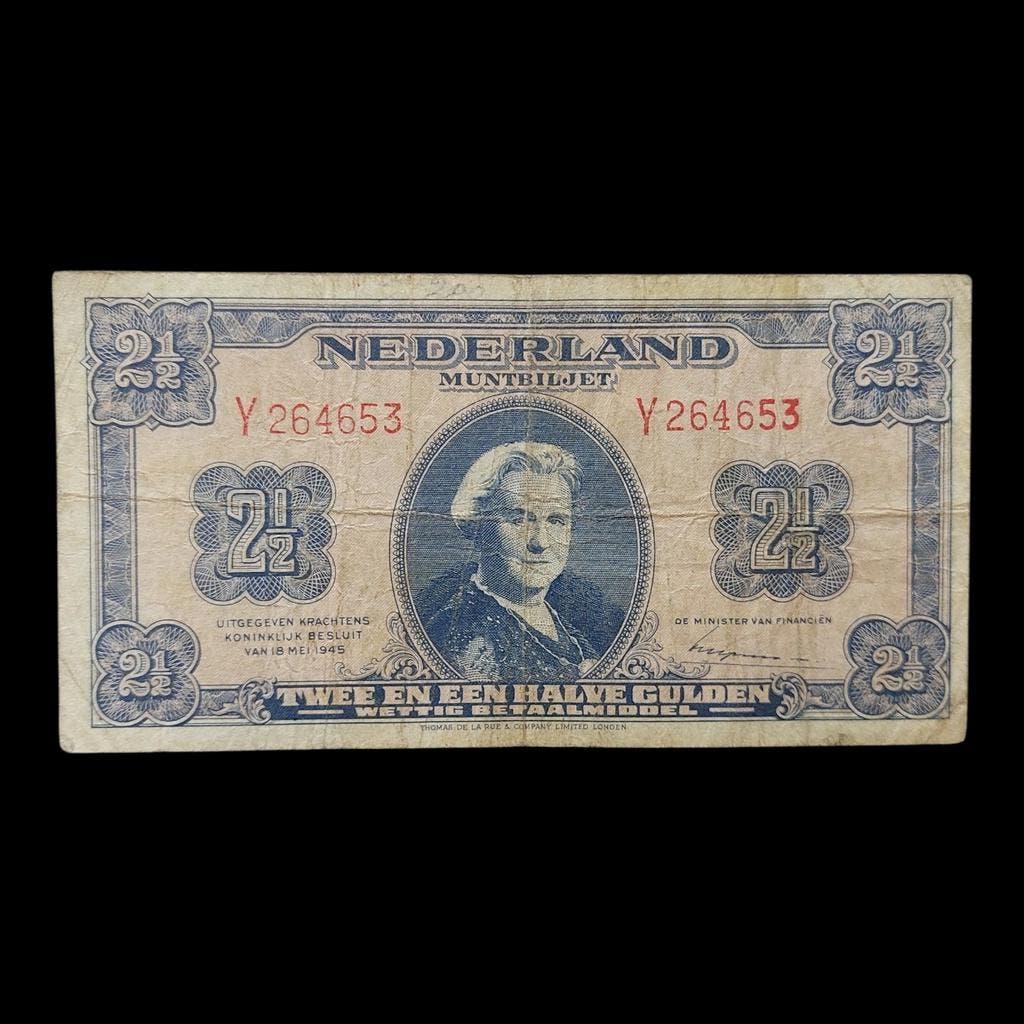 2½ 2½
NEDERLAND
MUNTBILJET
Y 264653 Y 264653
2½ 2½
UITGEGEVEN KRACHTENS
KONINKLIJK BESLUIT
VAN 18 MEI 1945
DE MINISTER VAN FINANCIËN
2½ 2½
TWEE EN EEN HALVE GULDEN
WETTIG BETAALMIDDEL
THOMAS DE LA RUE & COMPANY LIMITED LONDEN